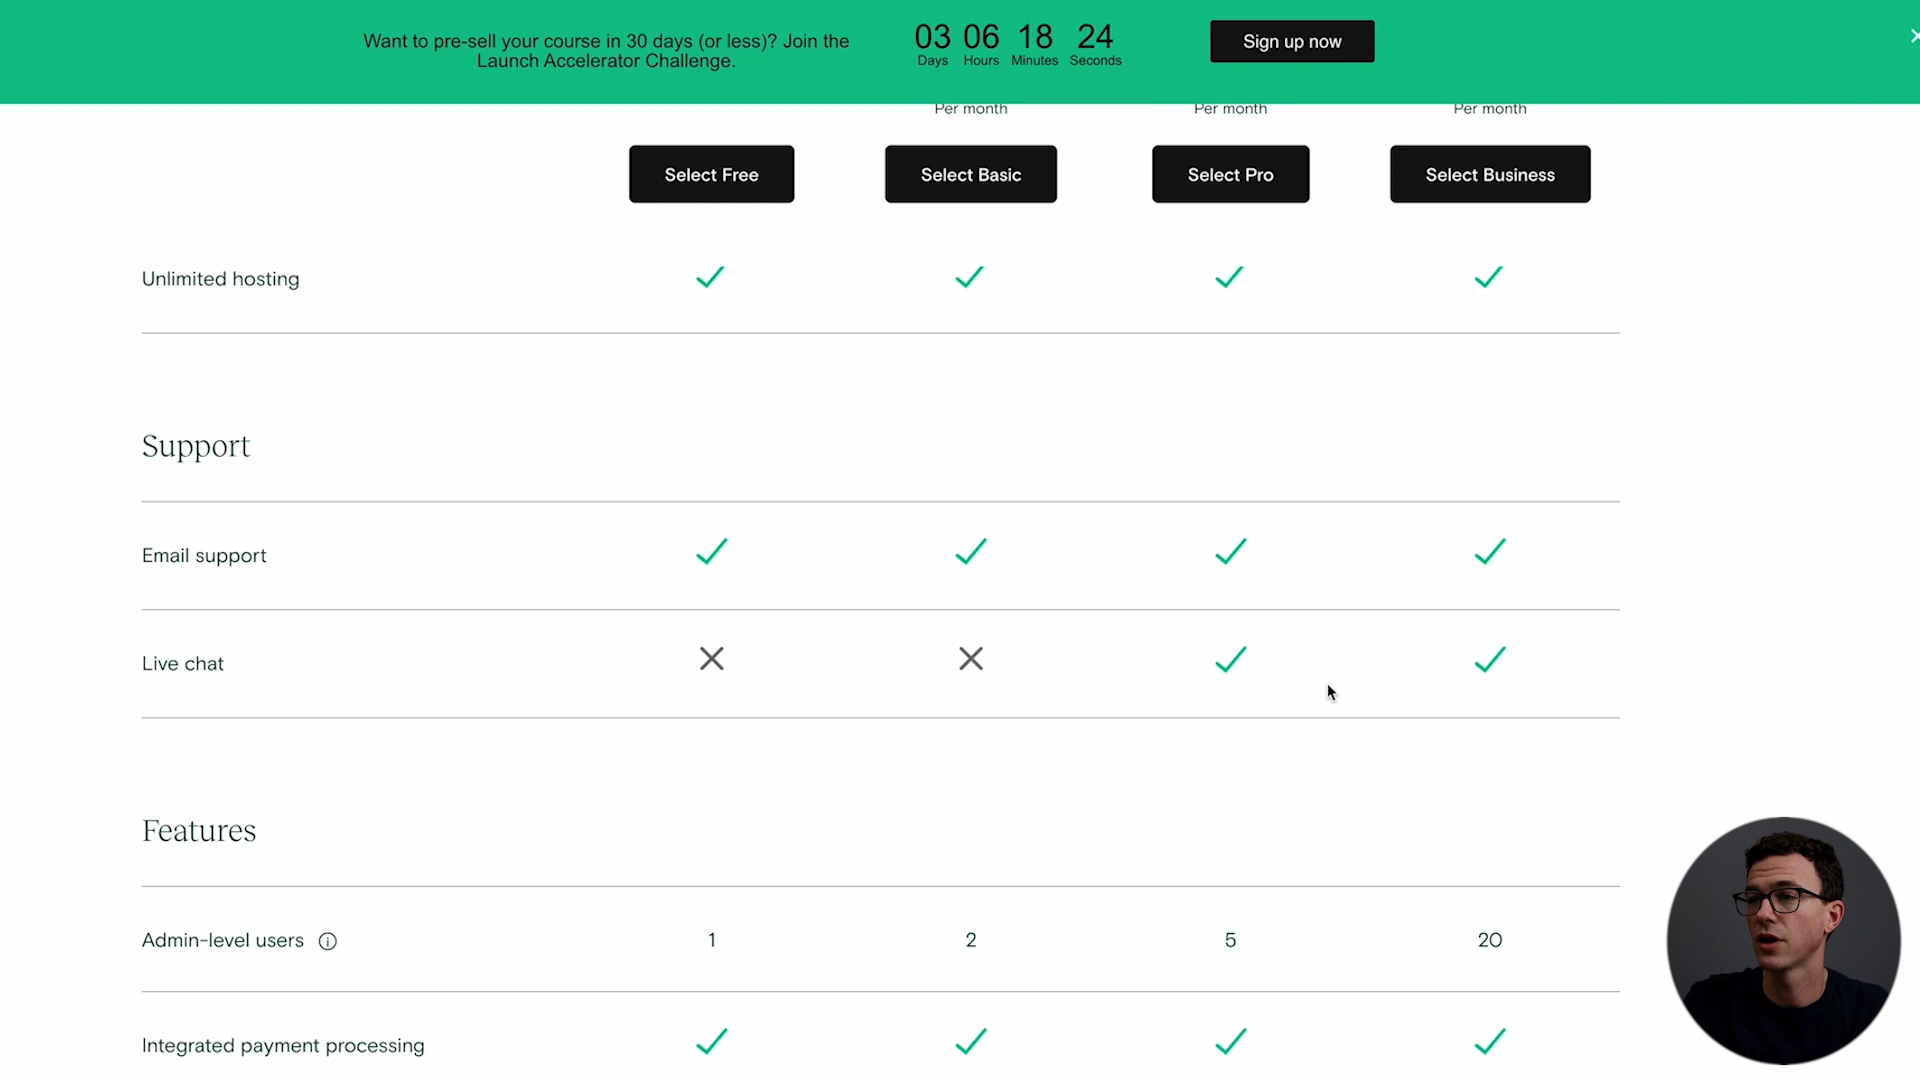 Want to pre-sell your course in 30 days (or less)? Join the
Launch Accelerator Challenge.
03 06 18 24
Days Hours Minutes Seconds
Sign up now
Per month Per month Per month
Select Free Select Basic Select Pro Select Business
Unlimited hosting
Support
Email support
Live chat
Features
Admin-level users 1 2 5 20
Integrated payment processing